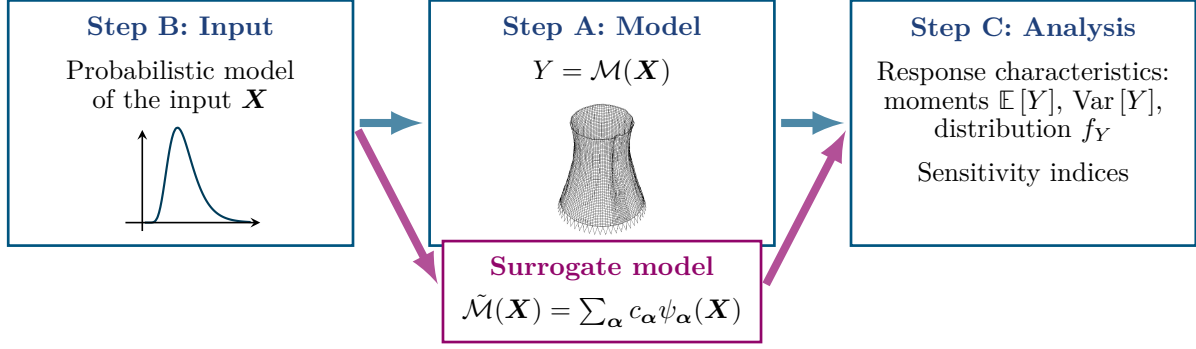 Step B: Input
Probabilistic model
of the input 𝑿
Step A: Model
Y = ℳ(𝑿)
Surrogate model
ℳ̃(𝑿) = ∑_𝜶 c_𝜶 ψ_𝜶(𝑿)
Step C: Analysis
Response characteristics:
moments 𝔼 [Y], Var [Y],
distribution f_Y
Sensitivity indices